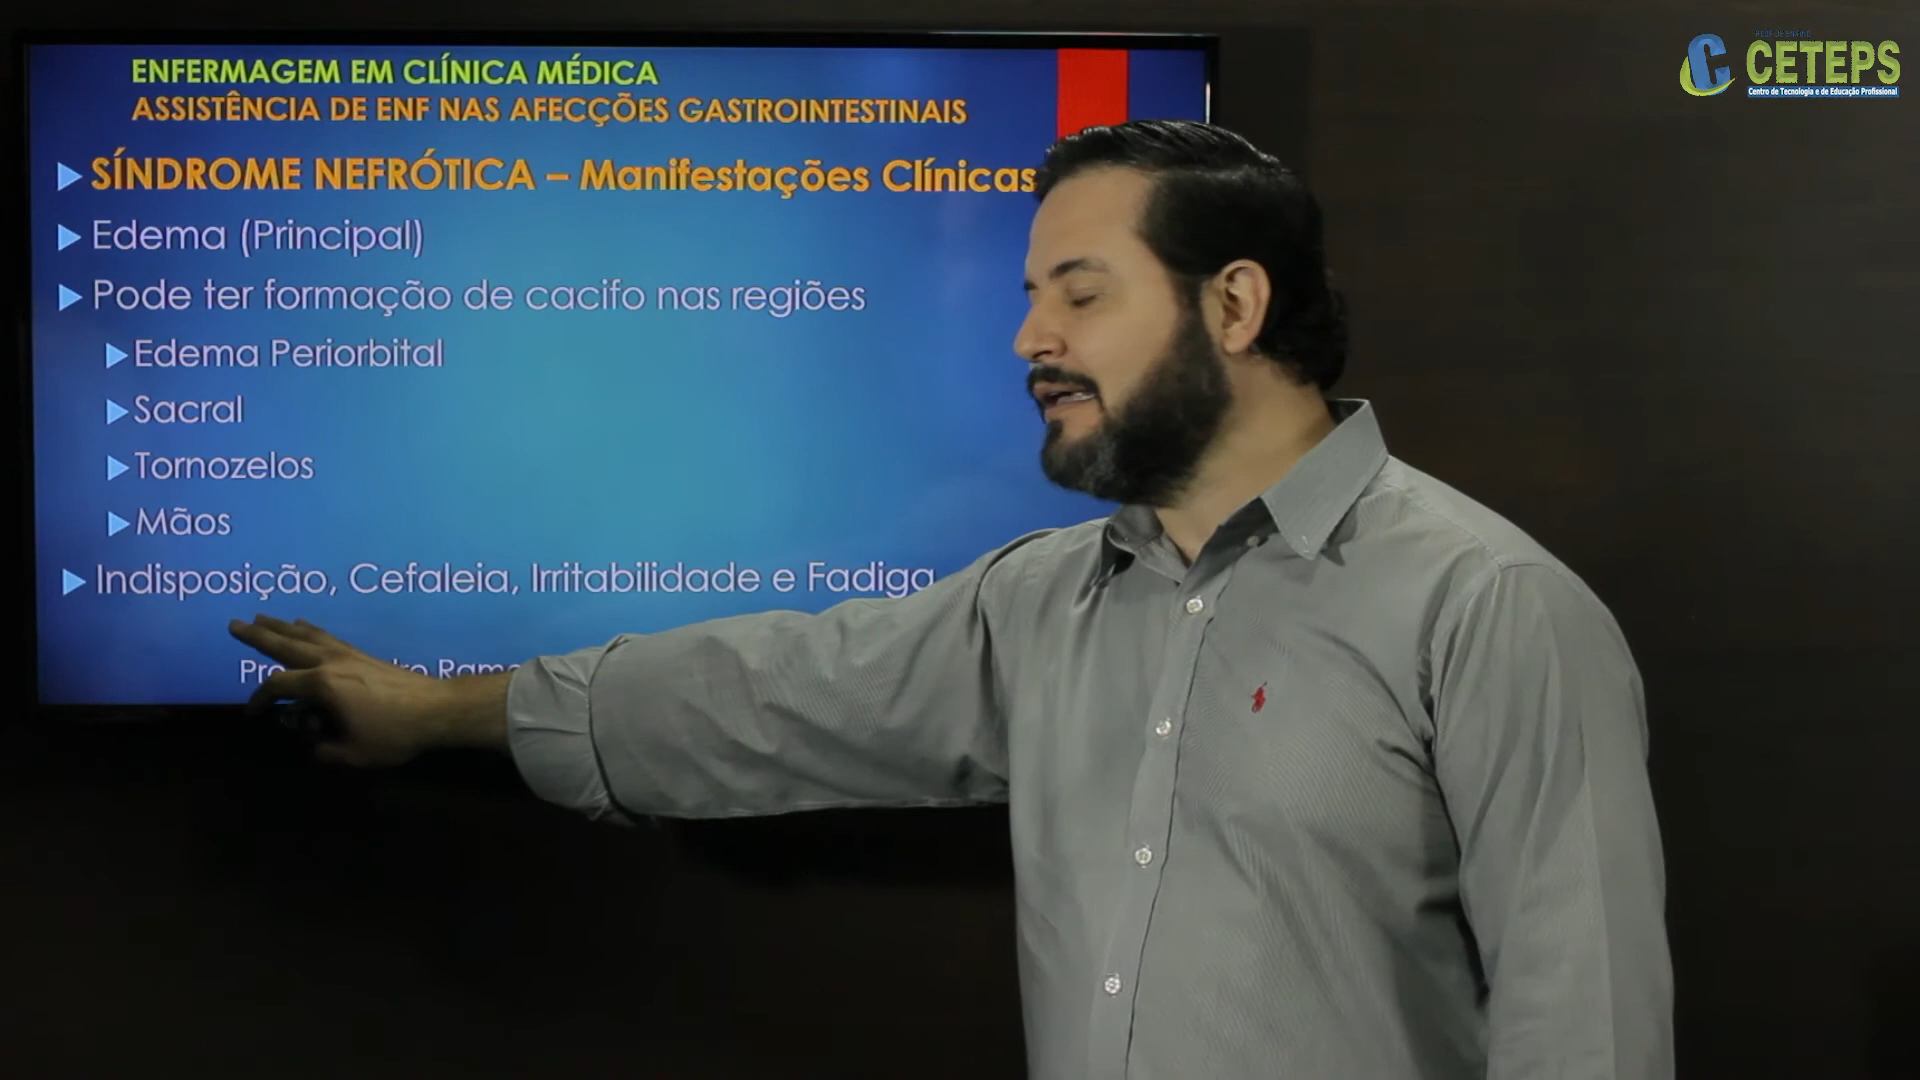 ENFERMAGEM EM CLÍNICA MÉDICA
ASSISTÊNCIA DE ENF NAS AFECÇÕES GASTROINTESTINAIS
SÍNDROME NEFRÓTICA – Manifestações Clínicas
Edema (Principal)
Pode ter formação de cacifo nas regiões
Edema Periorbital
Sacral
Tornozelos
Mãos
Indisposição, Cefaleia, Irritabilidade e Fadiga
CETEPS
Centro de Tecnologia e de Educação Profissional